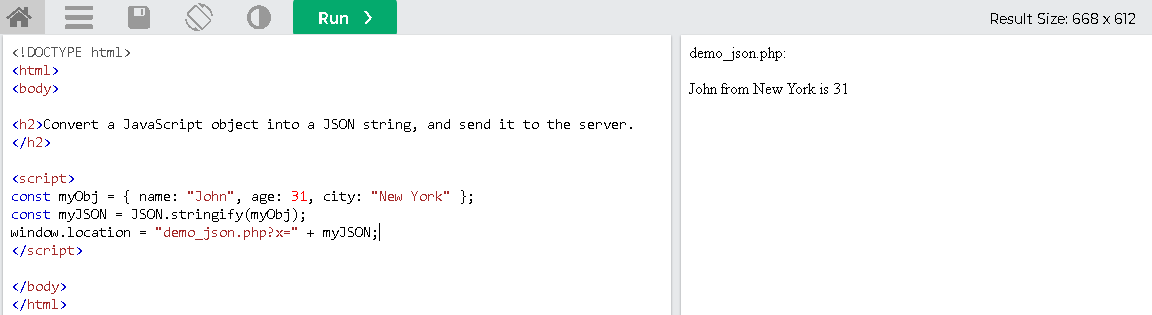 Run ❯
Result Size: 668 x 612
<!DOCTYPE html>
<html>
<body>
<h2>Convert a JavaScript object into a JSON string, and send it to the server.
</h2>
<script>
const myObj = { name: "John", age: 31, city: "New York" };
const myJSON = JSON.stringify(myObj);
window.location = "demo_json.php?x=" + myJSON;
</script>
</body>
</html>
demo_json.php:
John from New York is 31